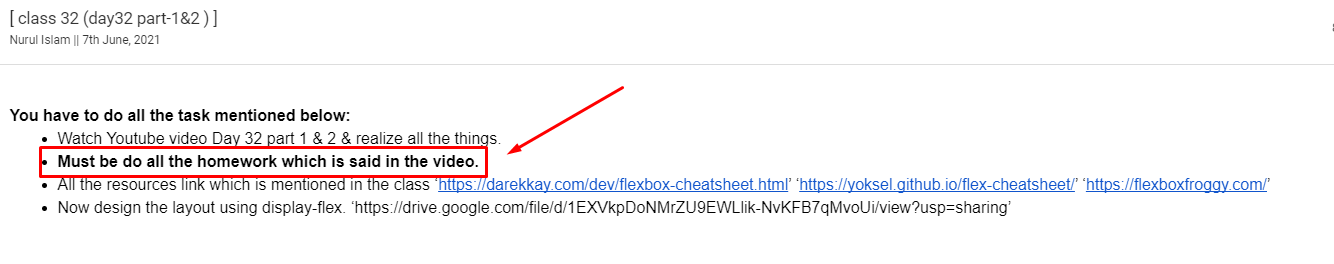 [ class 32 (day32 part-1&2 ) ]
Nurul Islam || 7th June, 2021
You have to do all the task mentioned below:
• Watch Youtube video Day 32 part 1 & 2 & realize all the things.
• Must be do all the homework which is said in the video.
• All the resources link which is mentioned in the class ‘https://darekkay.com/dev/flexbox-cheatsheet.html’ ‘https://yoksel.github.io/flex-cheatsheet/’ ‘https://flexboxfroggy.com/’
• Now design the layout using display-flex. ‘https://drive.google.com/file/d/1EXVkpDoNMrZU9EWLlik-NvKFB7qMvoUi/view?usp=sharing’